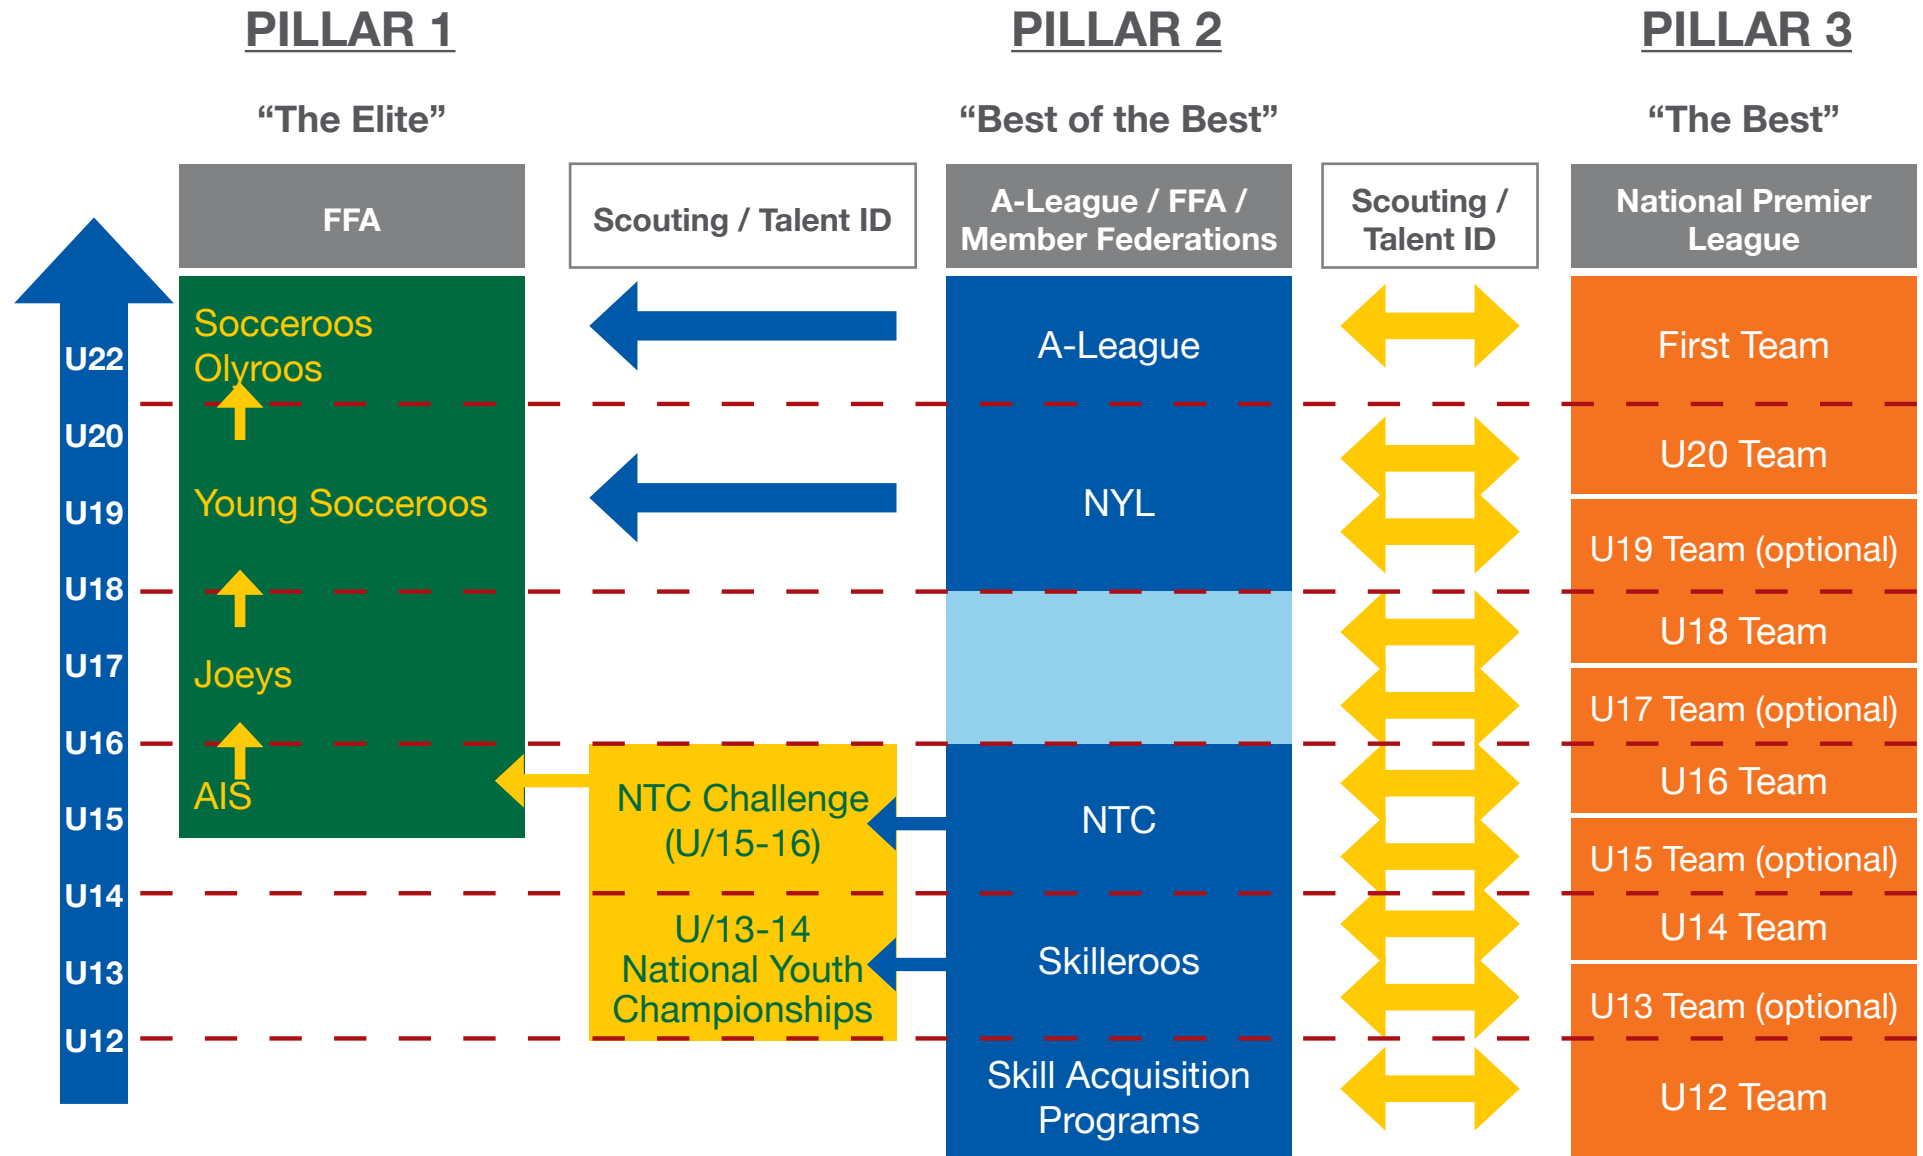 PILLAR 1
PILLAR 2
PILLAR 3
“The Elite”
“Best of the Best”
“The Best”
FFA
Scouting / Talent ID
A-League / FFA /
Member Federations
Scouting /
Talent ID
National Premier
League
U22
U20
U19
U18
U17
U16
U15
U14
U13
U12
Socceroos
Olyroos
Young Socceroos
Joeys
AIS
NTC Challenge
(U/15-16)
U/13-14
National Youth
Championships
A-League
NYL
NTC
Skilleroos
Skill Acquisition
Programs
First Team
U20 Team
U19 Team (optional)
U18 Team
U17 Team (optional)
U16 Team
U15 Team (optional)
U14 Team
U13 Team (optional)
U12 Team